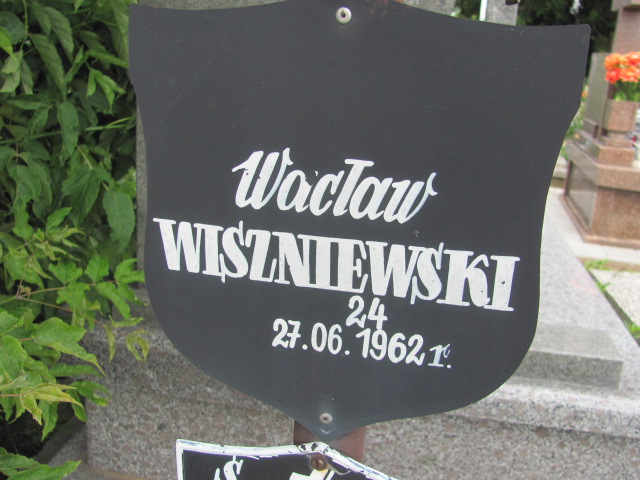 Wacław
WISZNIEWSKI
24
27.06.1962 r.